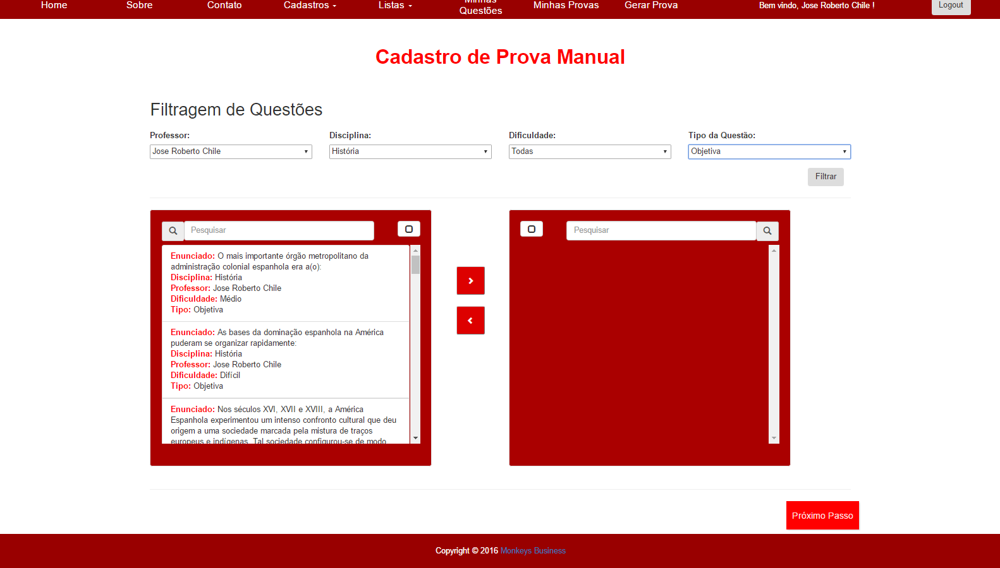 Home Sobre Contato Cadastros Listas Minhas Questões Minhas Provas Gerar Prova Bem vindo, Jose Roberto Chile ! Logout
Cadastro de Prova Manual
Filtragem de Questões
Professor: Disciplina: Dificuldade: Tipo da Questão:
Jose Roberto Chile História Todas Objetiva
Filtrar
Pesquisar
Enunciado: O mais importante órgão metropolitano da
administração colonial espanhola era a(o):
Disciplina: História
Professor: Jose Roberto Chile
Dificuldade: Médio
Tipo: Objetiva
Enunciado: As bases da dominação espanhola na América
puderam se organizar rapidamente:
Disciplina: História
Professor: Jose Roberto Chile
Dificuldade: Difícil
Tipo: Objetiva
Enunciado: Nos séculos XVI, XVII e XVIII, a América
Espanhola experimentou um intenso confronto cultural que deu
origem a uma sociedade marcada pela mistura de traços
europeus e indígenas. Tal sociedade configurou-se de modo
Pesquisar
Próximo Passo
Copyright © 2016 Monkeys Business